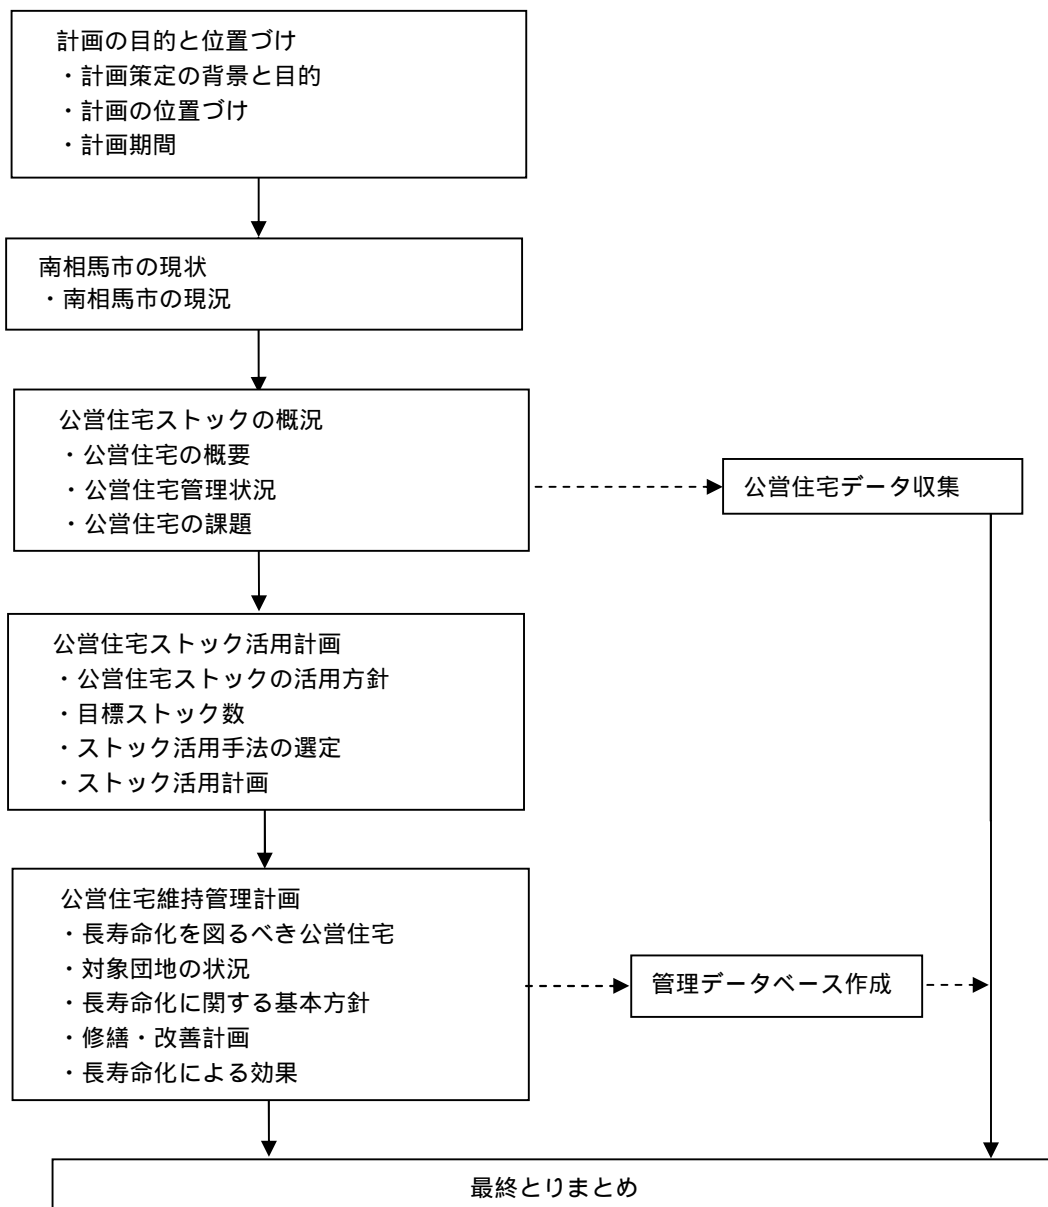 計画の目的と位置づけ
・計画策定の背景と目的
・計画の位置づけ
・計画期間
南相馬市の現状
・南相馬市の現況
公営住宅ストックの概況
・公営住宅の概要
・公営住宅管理状況
・公営住宅の課題
公営住宅データ収集
公営住宅ストック活用計画
・公営住宅ストックの活用方針
・目標ストック数
・ストック活用手法の選定
・ストック活用計画
公営住宅維持管理計画
・長寿命化を図るべき公営住宅
・対象団地の状況
・長寿命化に関する基本方針
・修繕・改善計画
・長寿命化による効果
管理データベース作成
最終とりまとめ